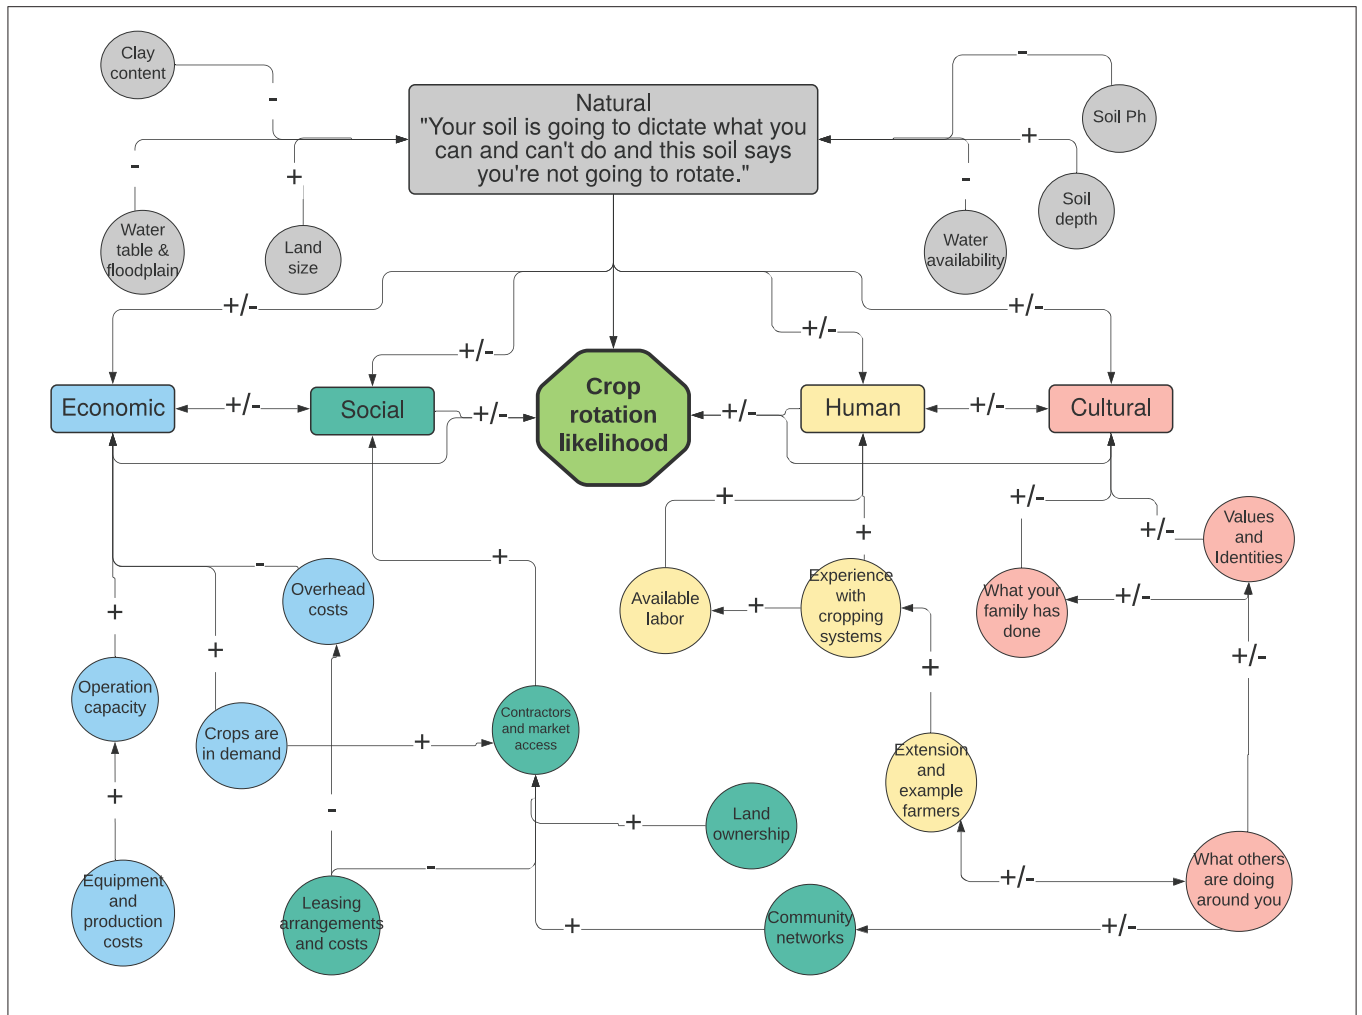 Clay
content
-
-
Natural
"Your soil is going to dictate what you
can and can't do and this soil says
you're not going to rotate."
-
Soil Ph
+
-
+
-
Water
table &
floodplain
Land
size
Water
availability
Soil
depth
+/-
+/-
+/-
+/-
Economic
+/-
Social
+/-
Crop
rotation
likelihood
+/-
Human
+/-
Cultural
+
+/-
+
+/-
Values
and
Identities
-
+
Overhead
costs
Available
labor
+
Experience
with
cropping
systems
What your
family has
done
+/-
+
+
+
+/-
Operation
capacity
Crops are
in demand
+
Contractors
and market
access
Extension
and
example
farmers
+
-
Land
ownership
+
-
+/-
What others
are doing
around you
Equipment
and
production
costs
Leasing
arrangements
and costs
+
Community
networks
+/-